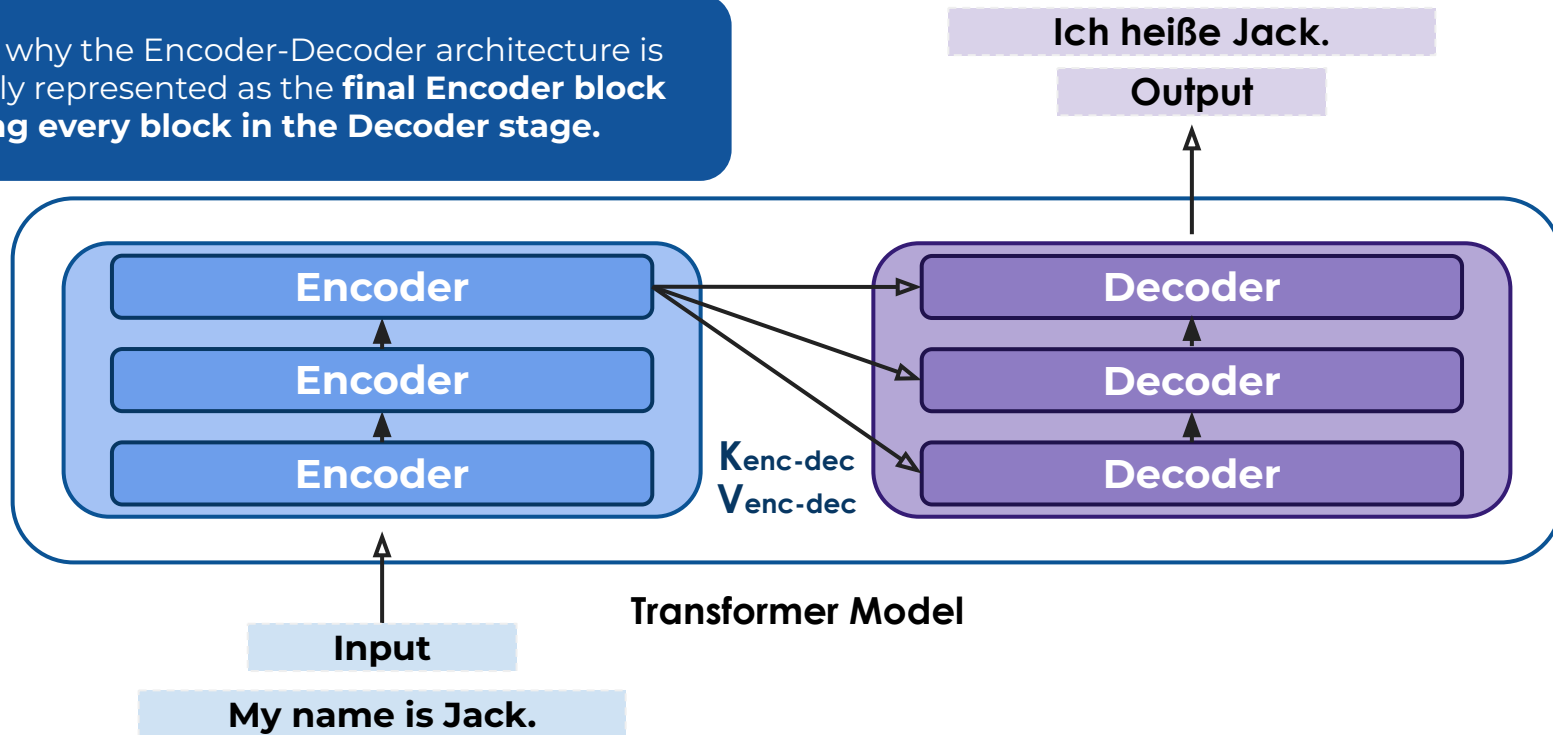 why the Encoder-Decoder architecture is
ly represented as the final Encoder block
every block in the Decoder stage.
Ich heiße Jack.
Output
Encoder
Encoder
Encoder
Decoder
Decoder
Decoder
Kenc-dec
Venc-dec
Transformer Model
Input
My name is Jack.